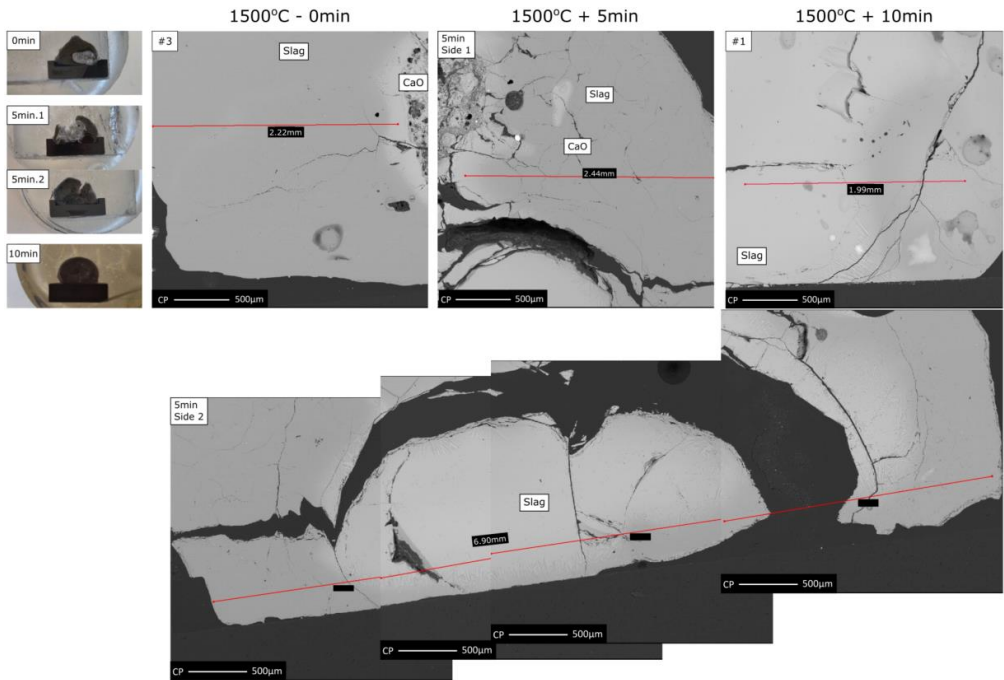 1500°C - 0min
1500°C + 5min
1500°C + 10min
0min
5min.1
5min.2
10min
#3
Slag
CaO
2.22mm
CP
500µm
5min
Side 1
Slag
CaO
2.44mm
CP
500µm
#1
1.99mm
Slag
CP
500µm
5min
Side 2
Slag
6.90mm
CP
500µm
CP
500µm
CP
500µm
CP
500µm